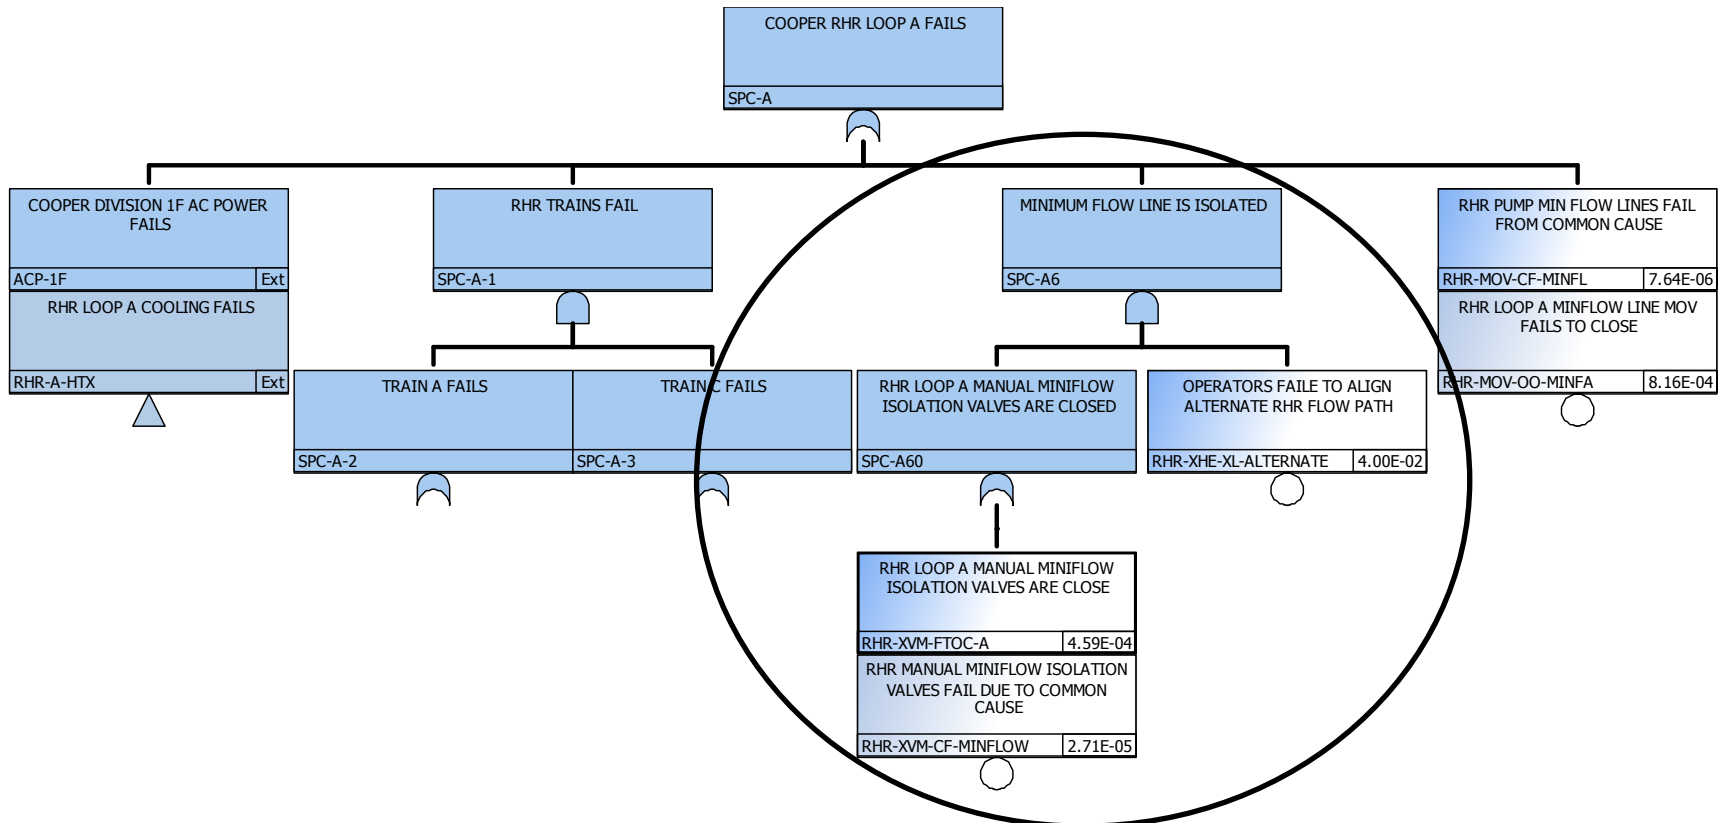 COOPER RHR LOOP A FAILS
SPC-A
COOPER DIVISION 1F AC POWER
FAILS
ACP-1F Ext
RHR LOOP A COOLING FAILS
RHR-A-HTX Ext
RHR TRAINS FAIL
SPC-A-1
MINIMUM FLOW LINE IS ISOLATED
SPC-A6
RHR PUMP MIN FLOW LINES FAIL
FROM COMMON CAUSE
RHR-MOV-CF-MINFL 7.64E-06
RHR LOOP A MINFLOW LINE MOV
FAILS TO CLOSE
RHR-MOV-OO-MINFA 8.16E-04
TRAIN A FAILS
SPC-A-2
TRAIN C FAILS
SPC-A-3
RHR LOOP A MANUAL MINIFLOW
ISOLATION VALVES ARE CLOSED
SPC-A60
OPERATORS FAILE TO ALIGN
ALTERNATE RHR FLOW PATH
RHR-XHE-XL-ALTERNATE 4.00E-02
RHR LOOP A MANUAL MINIFLOW
ISOLATION VALVES ARE CLOSE
RHR-XVM-FTOC-A 4.59E-04
RHR MANUAL MINIFLOW ISOLATION
VALVES FAIL DUE TO COMMON
CAUSE
RHR-XVM-CF-MINFLOW 2.71E-05